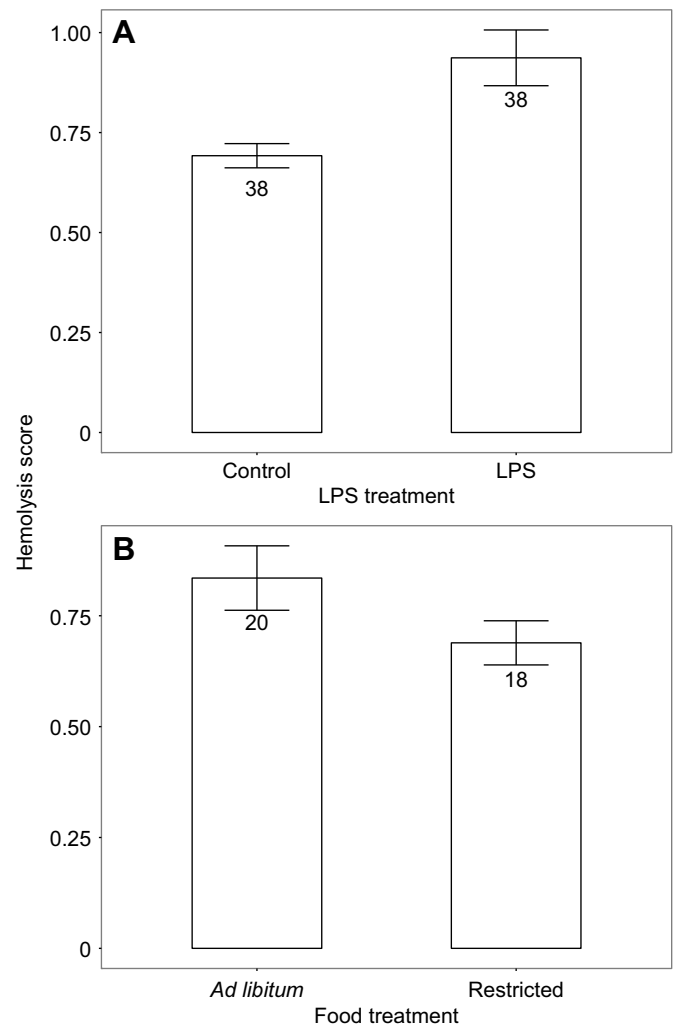 A
1.00
0.75
0.50
0.25
0
38
38
Control LPS
LPS treatment
Hemolysis score
B
0.75
0.50
0.25
0
20
18
Ad libitum Restricted
Food treatment